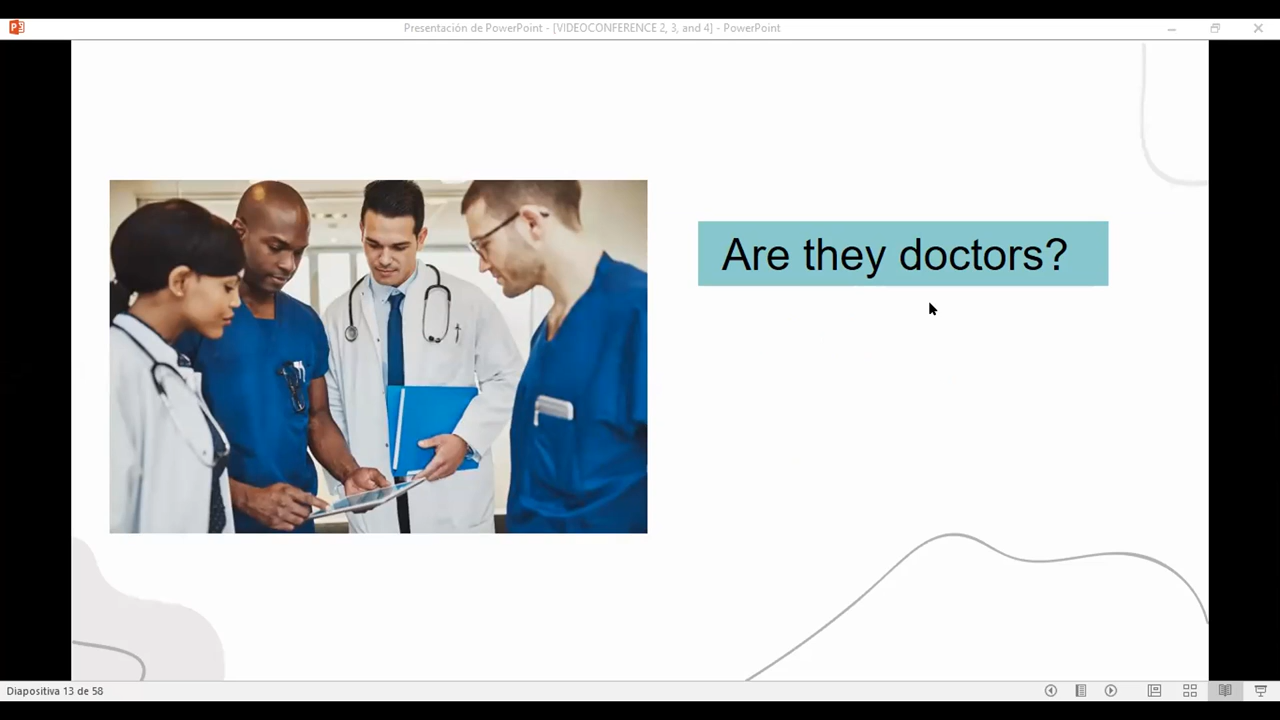 Presentación de PowerPoint - [VIDEOCONFERENCE 2, 3, and 4] - PowerPoint
Are they doctors?
Diapositiva 13 de 58